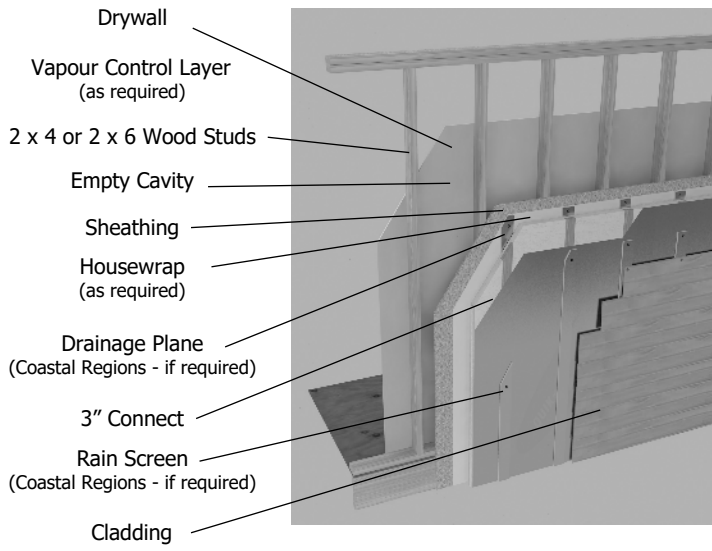 Drywall
Vapour Control Layer
(as required)
2 x 4 or 2 x 6 Wood Studs
Empty Cavity
Sheathing
Housewrap
(as required)
Drainage Plane
(Coastal Regions - if required)
3” Connect
Rain Screen
(Coastal Regions - if required)
Cladding